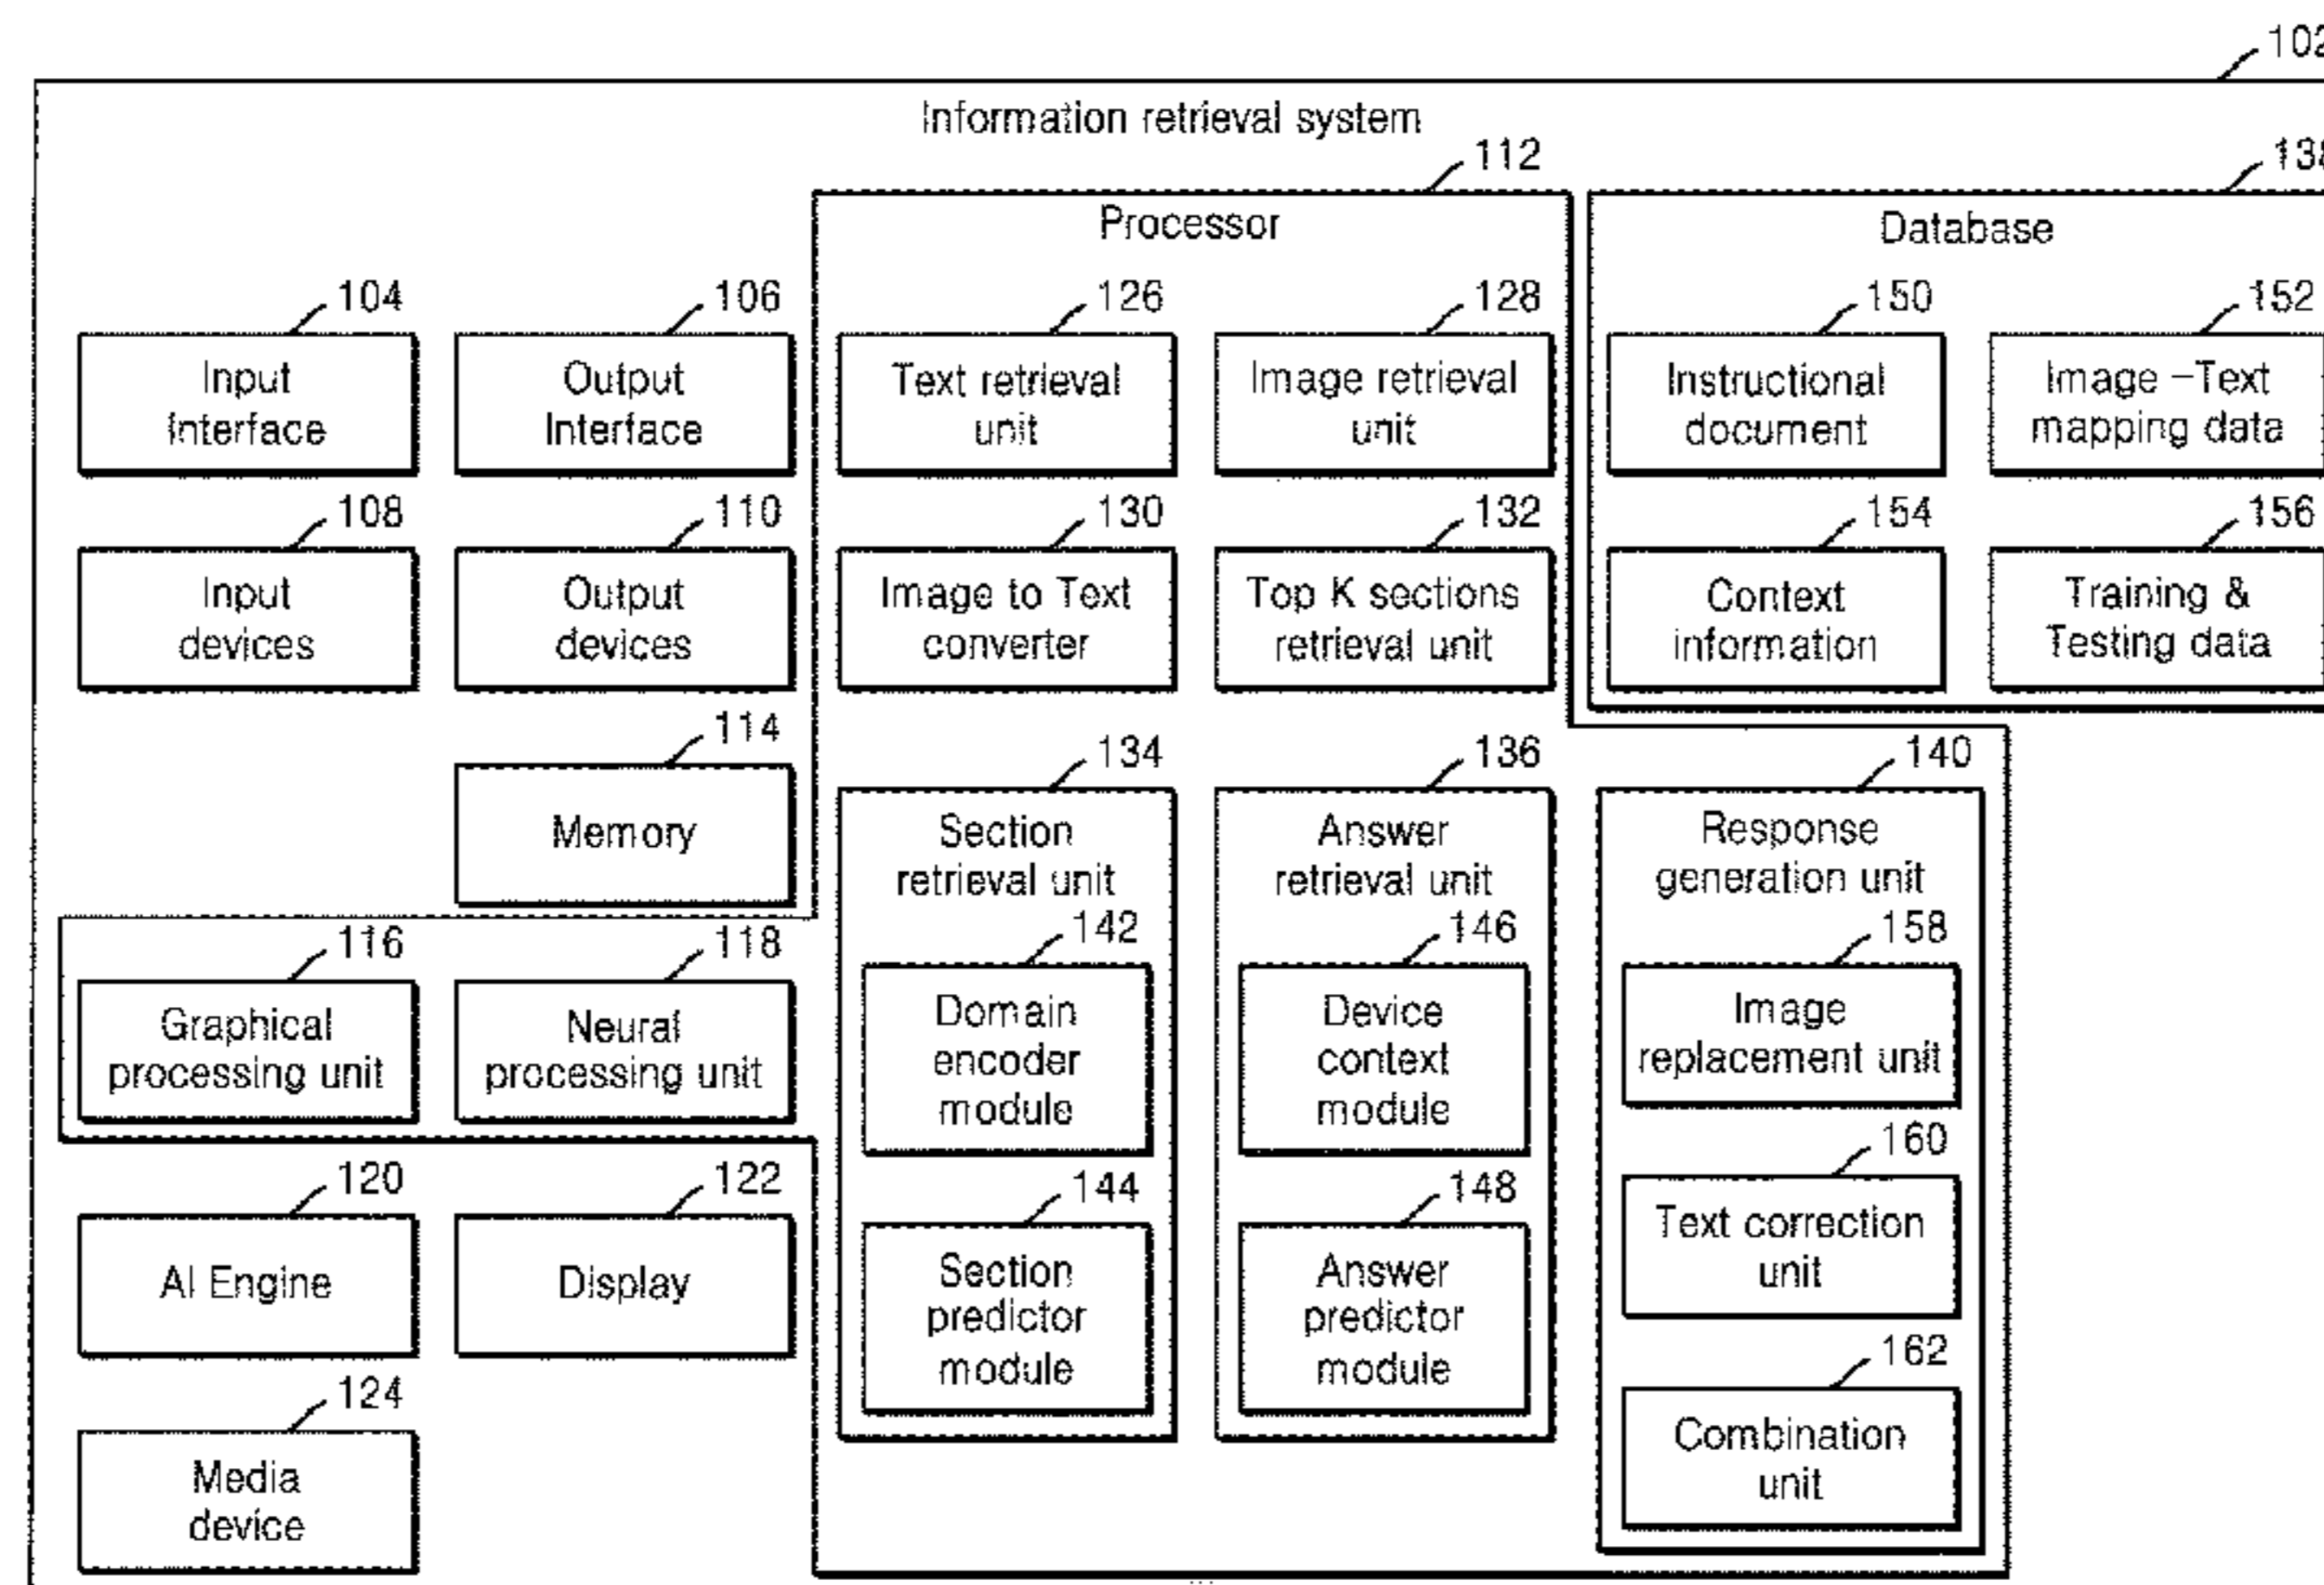 102
Information retrieval system
112
138
Processor
Database
104
106
126
128
150
152
Input
Interface
Output
Interface
Text retrieval
unit
Image retrieval
unit
Instructional
document
Image –Text
mapping data
108
110
130
132
154
156
Input
devices
Output
devices
Image to Text
converter
Top K sections
retrieval unit
Context
information
Training &
Testing data
114
Memory
134
136
140
Section
retrieval unit
Answer
retrieval unit
Response
generation unit
116
118
142
146
158
Graphical
processing unit
Neural
processing unit
Domain
encoder
module
Device
context
module
Image
replacement unit
120
122
144
148
160
AI Engine
Display
Section
predictor
module
Answer
predictor
module
Text correction
unit
124
Media
device
162
Combination
unit